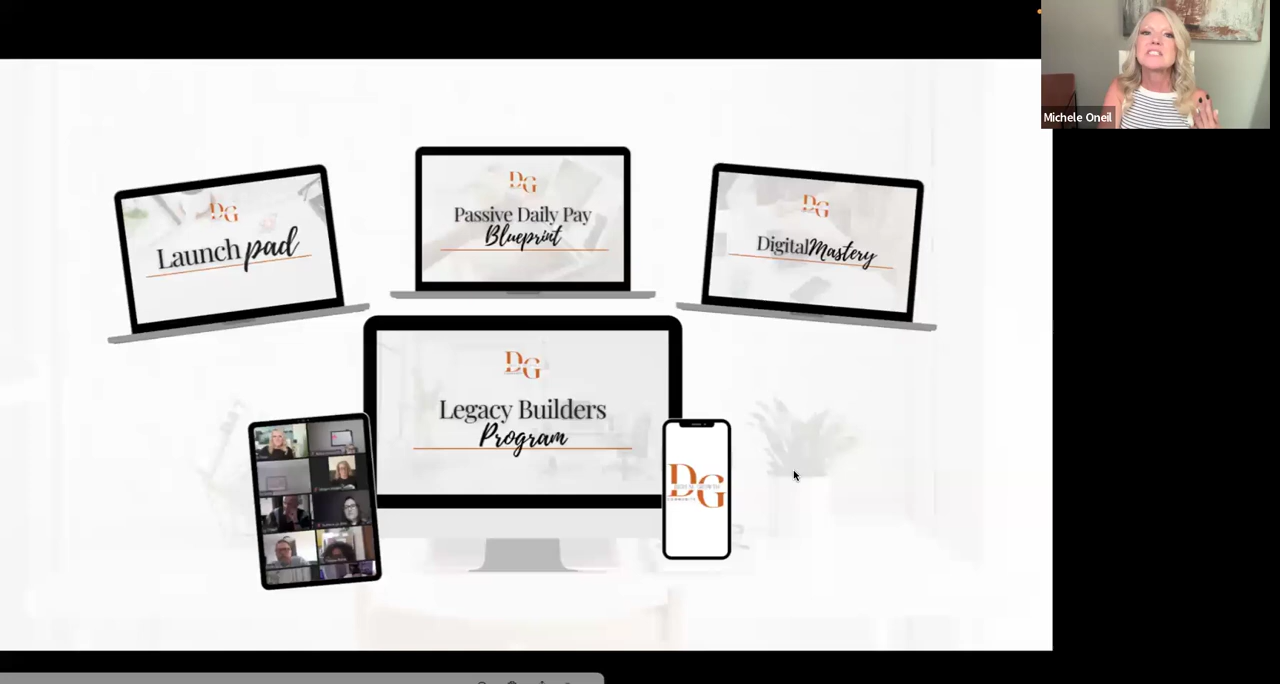 Michele Oneil
DG
Launch pad
DG
Passive Daily Pay
Blueprint
DG
DigitalMastery
DG
Legacy Builders
Program
DG